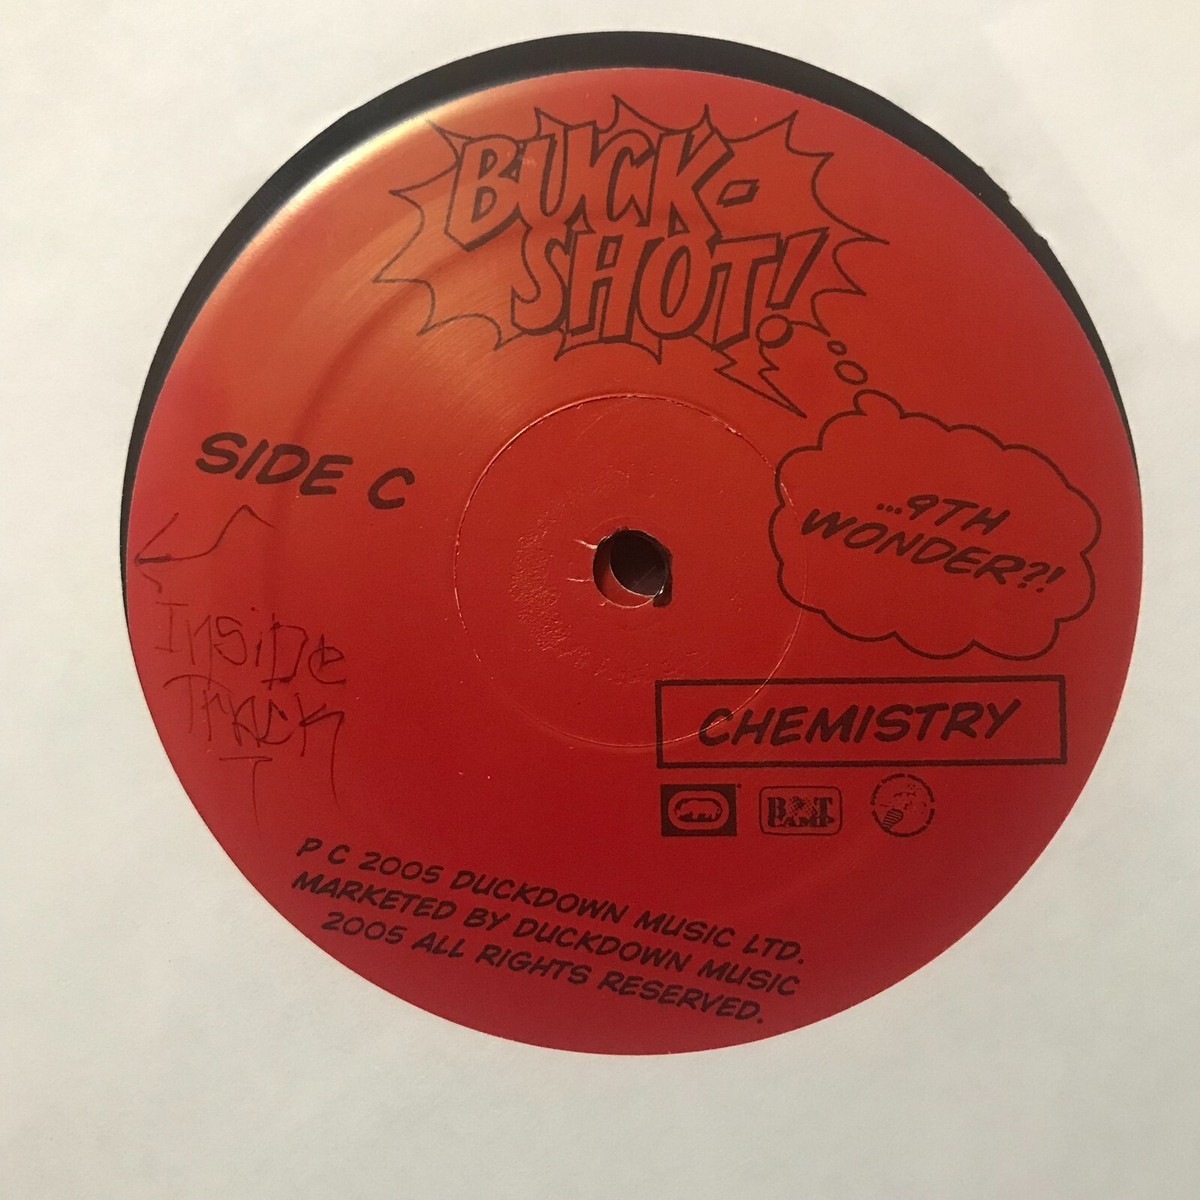 BUCK-
SHOT!
SIDE C
...9TH
WONDER?!
Inside
Track
CHEMISTRY
P C 2005 DUCKDOWN MUSIC LTD.
MARKETED BY DUCKDOWN MUSIC
2005 ALL RIGHTS RESERVED.